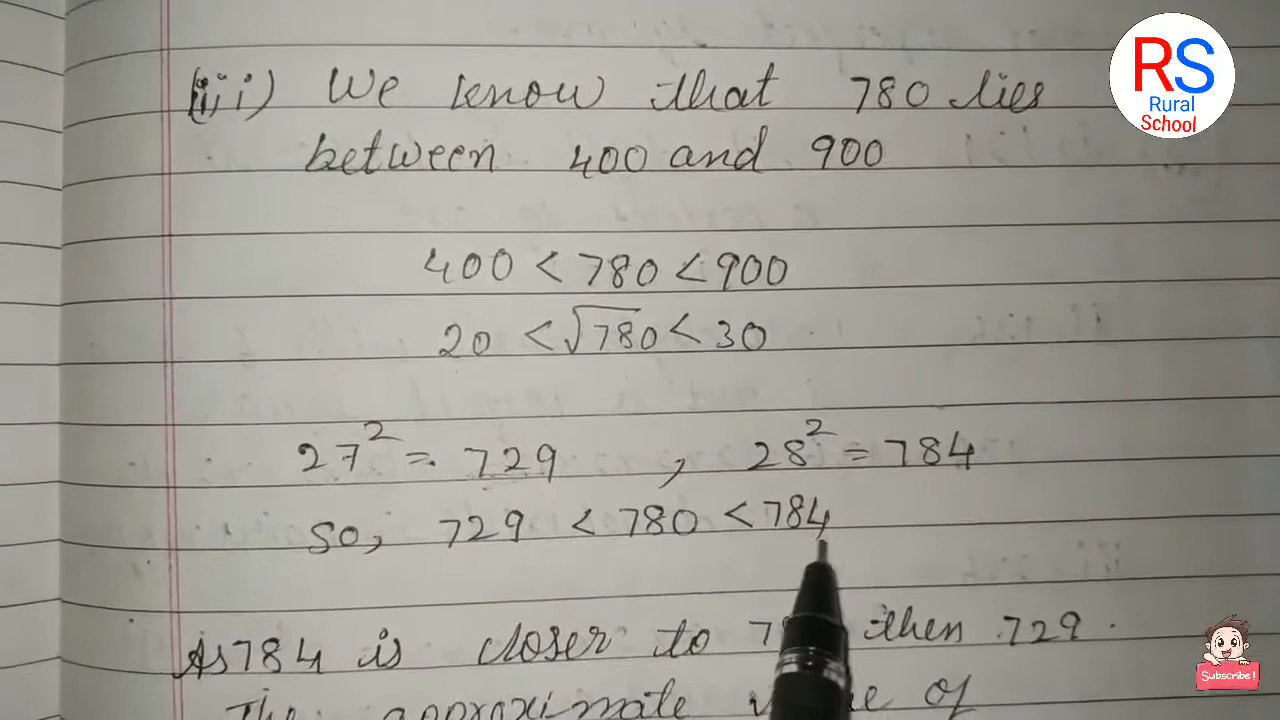 (iii) We know that 780 lies
between 400 and 900
400 < 780 < 900
20 < √780 < 30
27² = 729 , 28² = 784
So, 729 < 780 < 784
As 784 is closer to then 729.
The approximate of
RS
Rural
School
Subscribe!